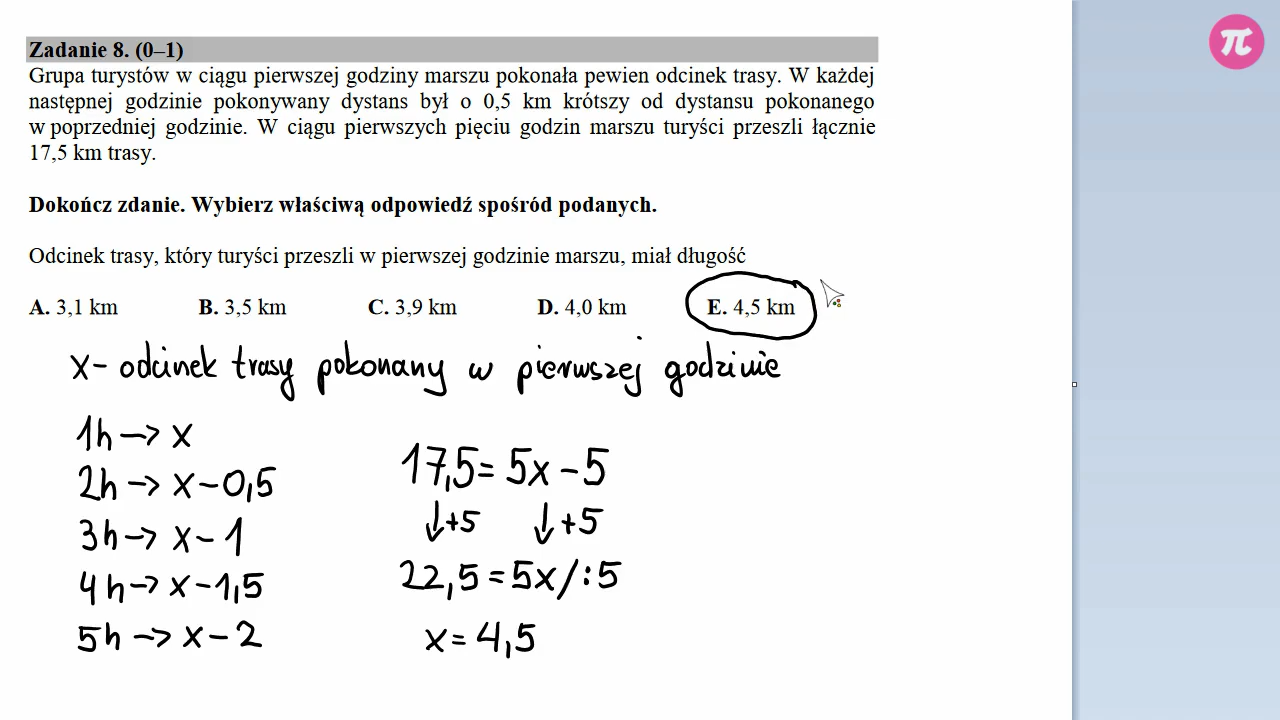 π
Zadanie 8. (0–1)
Grupa turystów w ciągu pierwszej godziny marszu pokonała pewien odcinek trasy. W każdej
następnej godzinie pokonywany dystans był o 0,5 km krótszy od dystansu pokonanego
w poprzedniej godzinie. W ciągu pierwszych pięciu godzin marszu turyści przeszli łącznie
17,5 km trasy.
Dokończ zdanie. Wybierz właściwą odpowiedź spośród podanych.
Odcinek trasy, który turyści przeszli w pierwszej godzinie marszu, miał długość
A. 3,1 km B. 3,5 km C. 3,9 km D. 4,0 km E. 4,5 km
x – odcinek trasy pokonany w pierwszej godzinie
1h → x
2h → x – 0,5
3h → x – 1
4h → x – 1,5
5h → x – 2
17,5 = 5x – 5
↓+5 ↓+5
22,5 = 5x /:5
x = 4,5